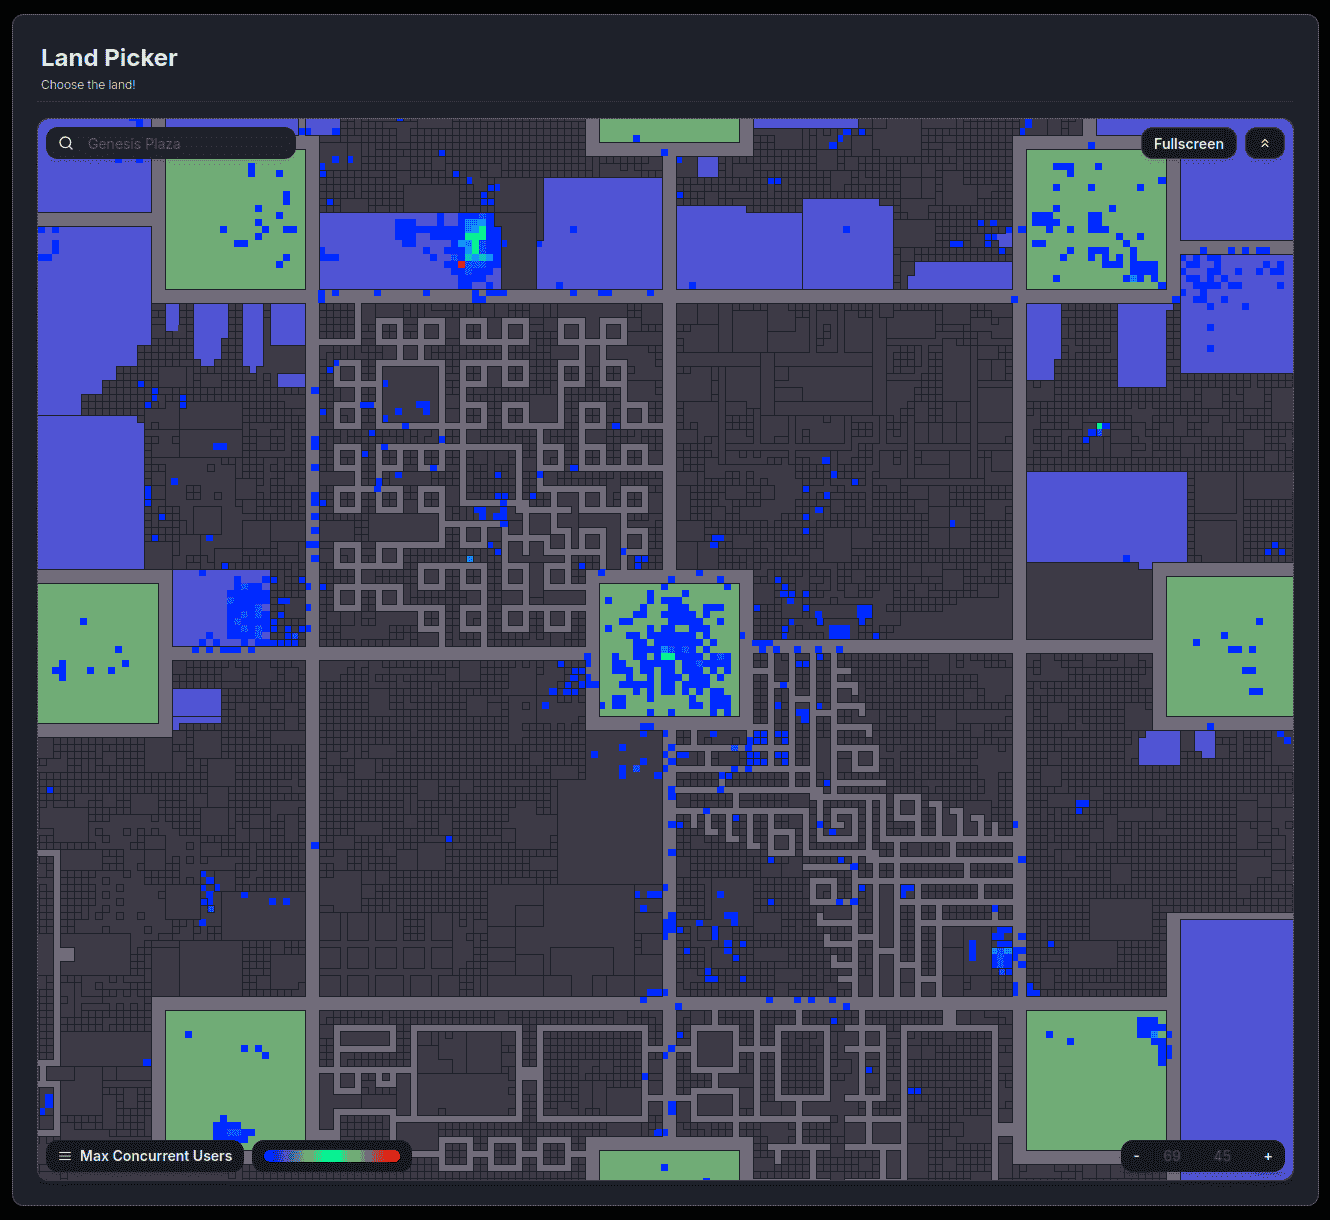 Land Picker
Choose the land!
Genesis Plaza
Fullscreen
Max Concurrent Users
- 69 45 +